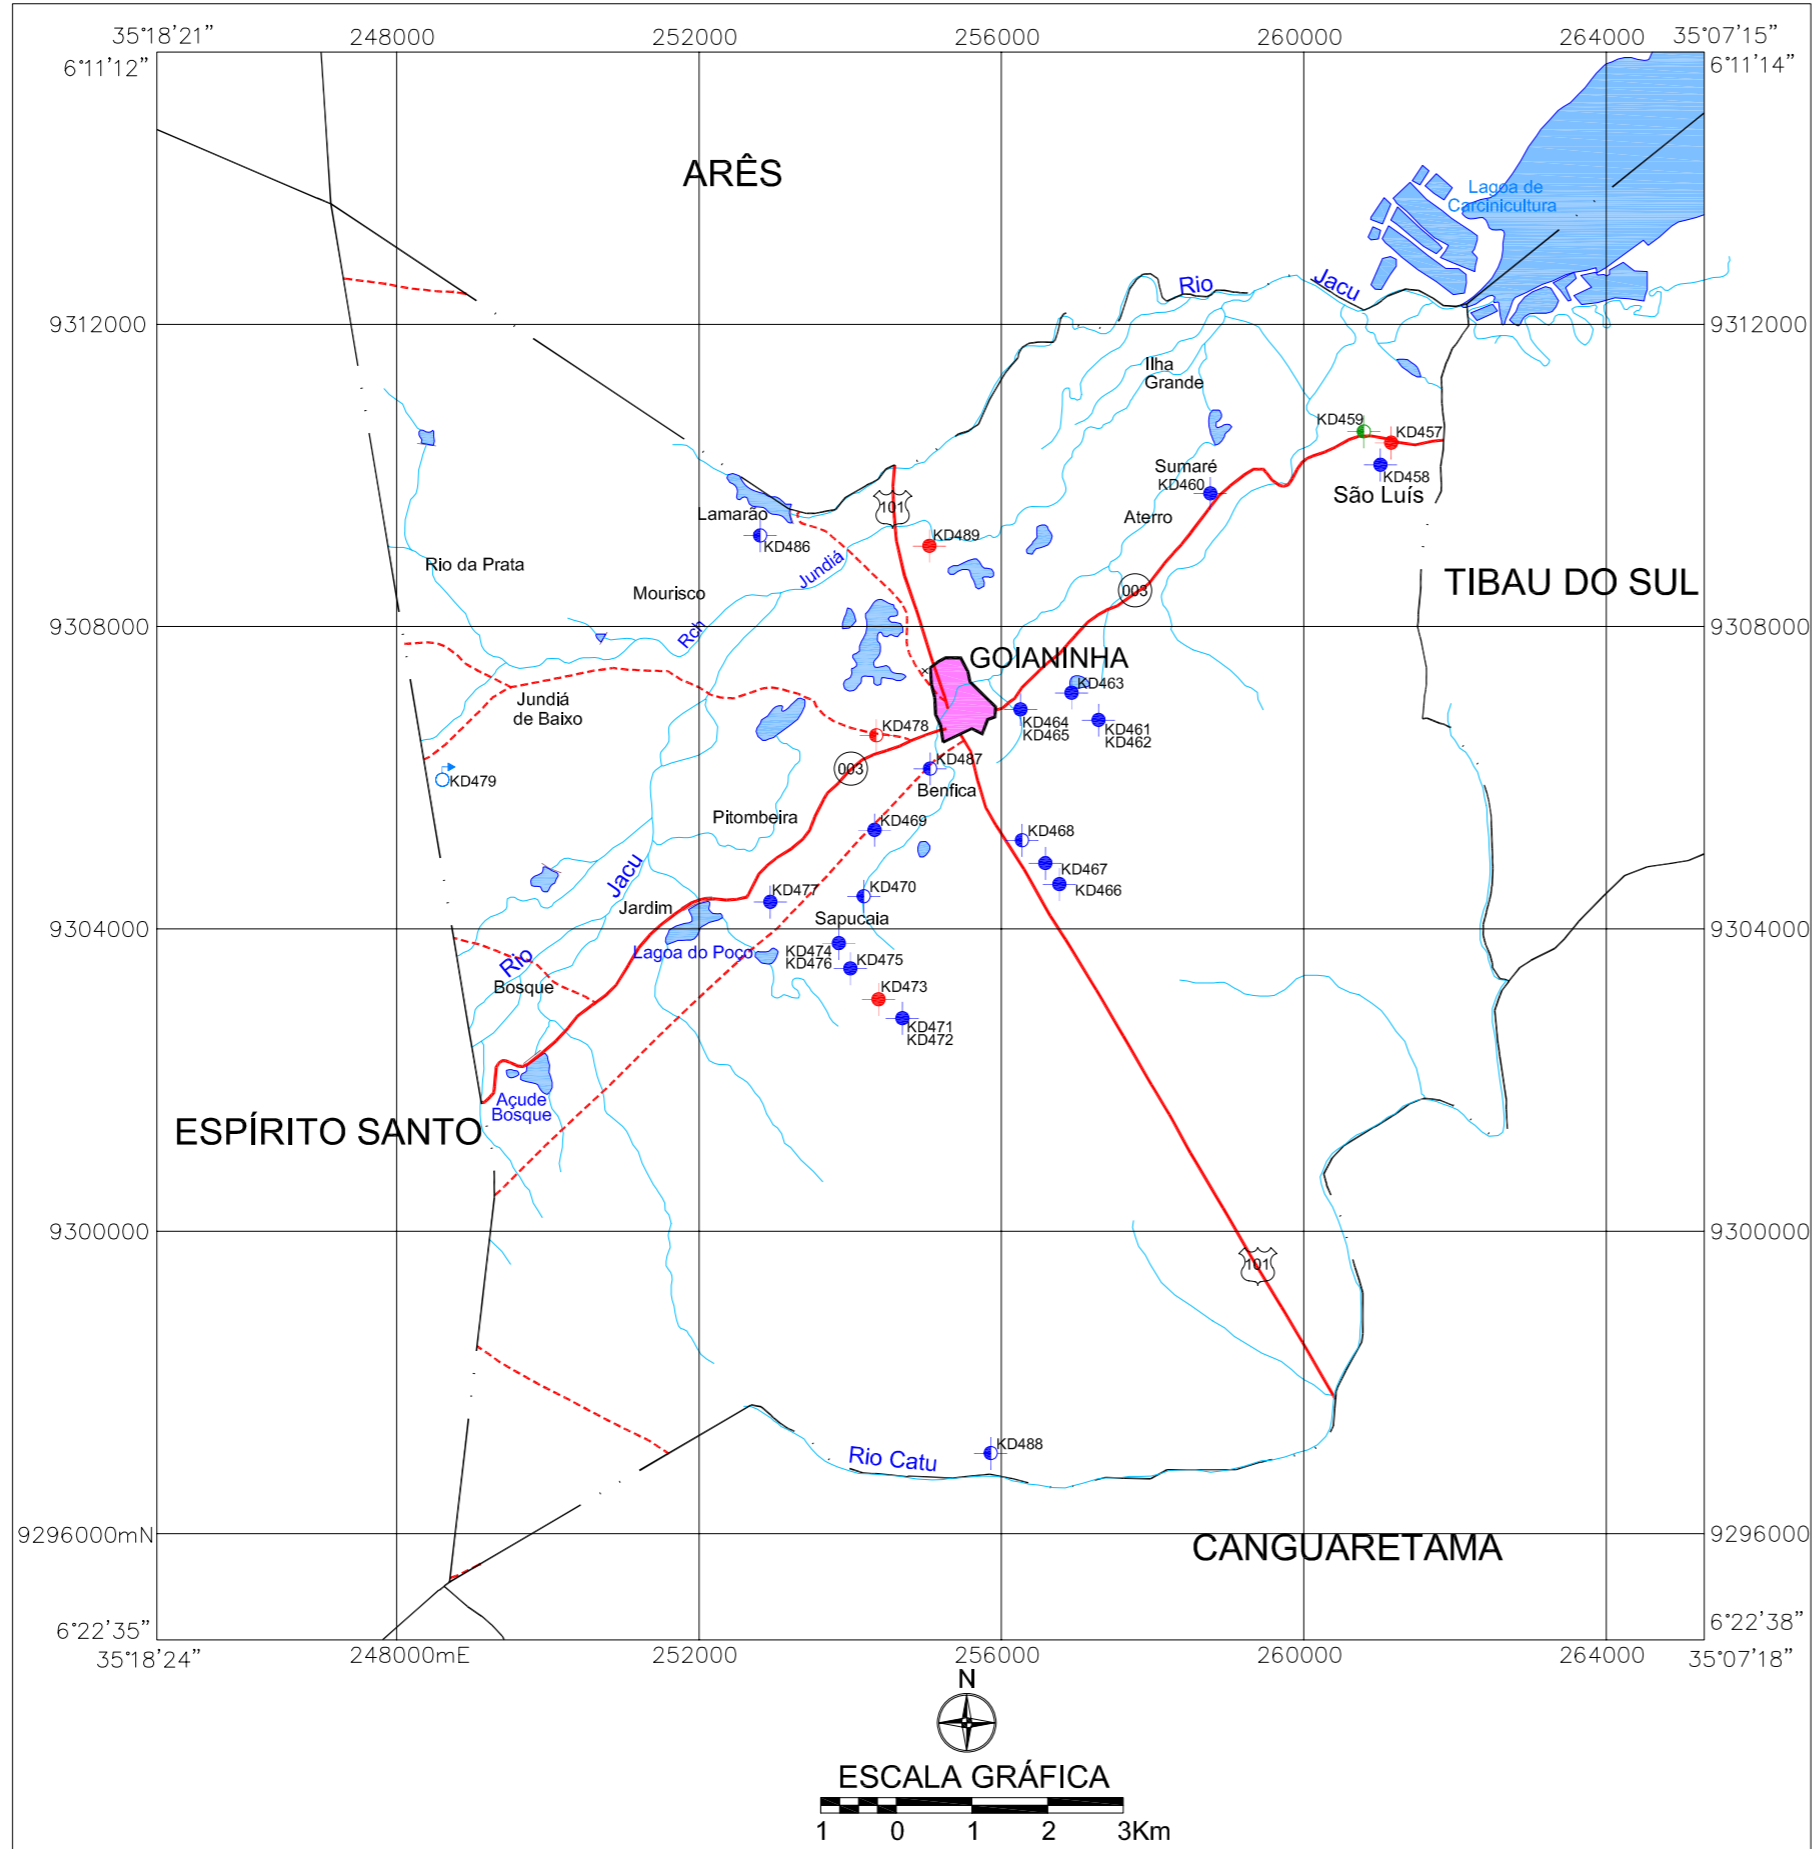 35°18'21”
248000
252000
256000
260000
264000
35°07'15”
6°11'12”
6°11'14”
ARÊS
Lagoa de
Carcinicultura
Rio
Jacu
9312000
9312000
Ilha
Grande
KD459
KD457
Sumaré
KD460
KD458
São Luís
Lamarão
101
Aterro
KD486
KD489
Rio da Prata
Jundiá
Mourisco
003
TIBAU DO SUL
Rch
9308000
9308000
GOIANINHA
Jundiá
de Baixo
KD463
KD478
KD464
KD465
KD461
KD462
KD479
003
KD487
Benfica
Pitombeira
KD469
KD468
KD467
Jacu
KD477
KD470
KD466
Jardim
Sapucaia
9304000
9304000
Lagoa do Poço
KD474
KD476
KD475
Rio
Bosque
KD473
KD471
KD472
Açude
Bosque
ESPÍRITO SANTO
9300000
9300000
101
KD488
Rio Catu
9296000mN
9296000
CANGUARETAMA
6°22'35”
6°22'38”
35°18'24”
248000mE
252000
256000
260000
264000
35°07'18”
N
ESCALA GRÁFICA
1 0 1 2 3Km